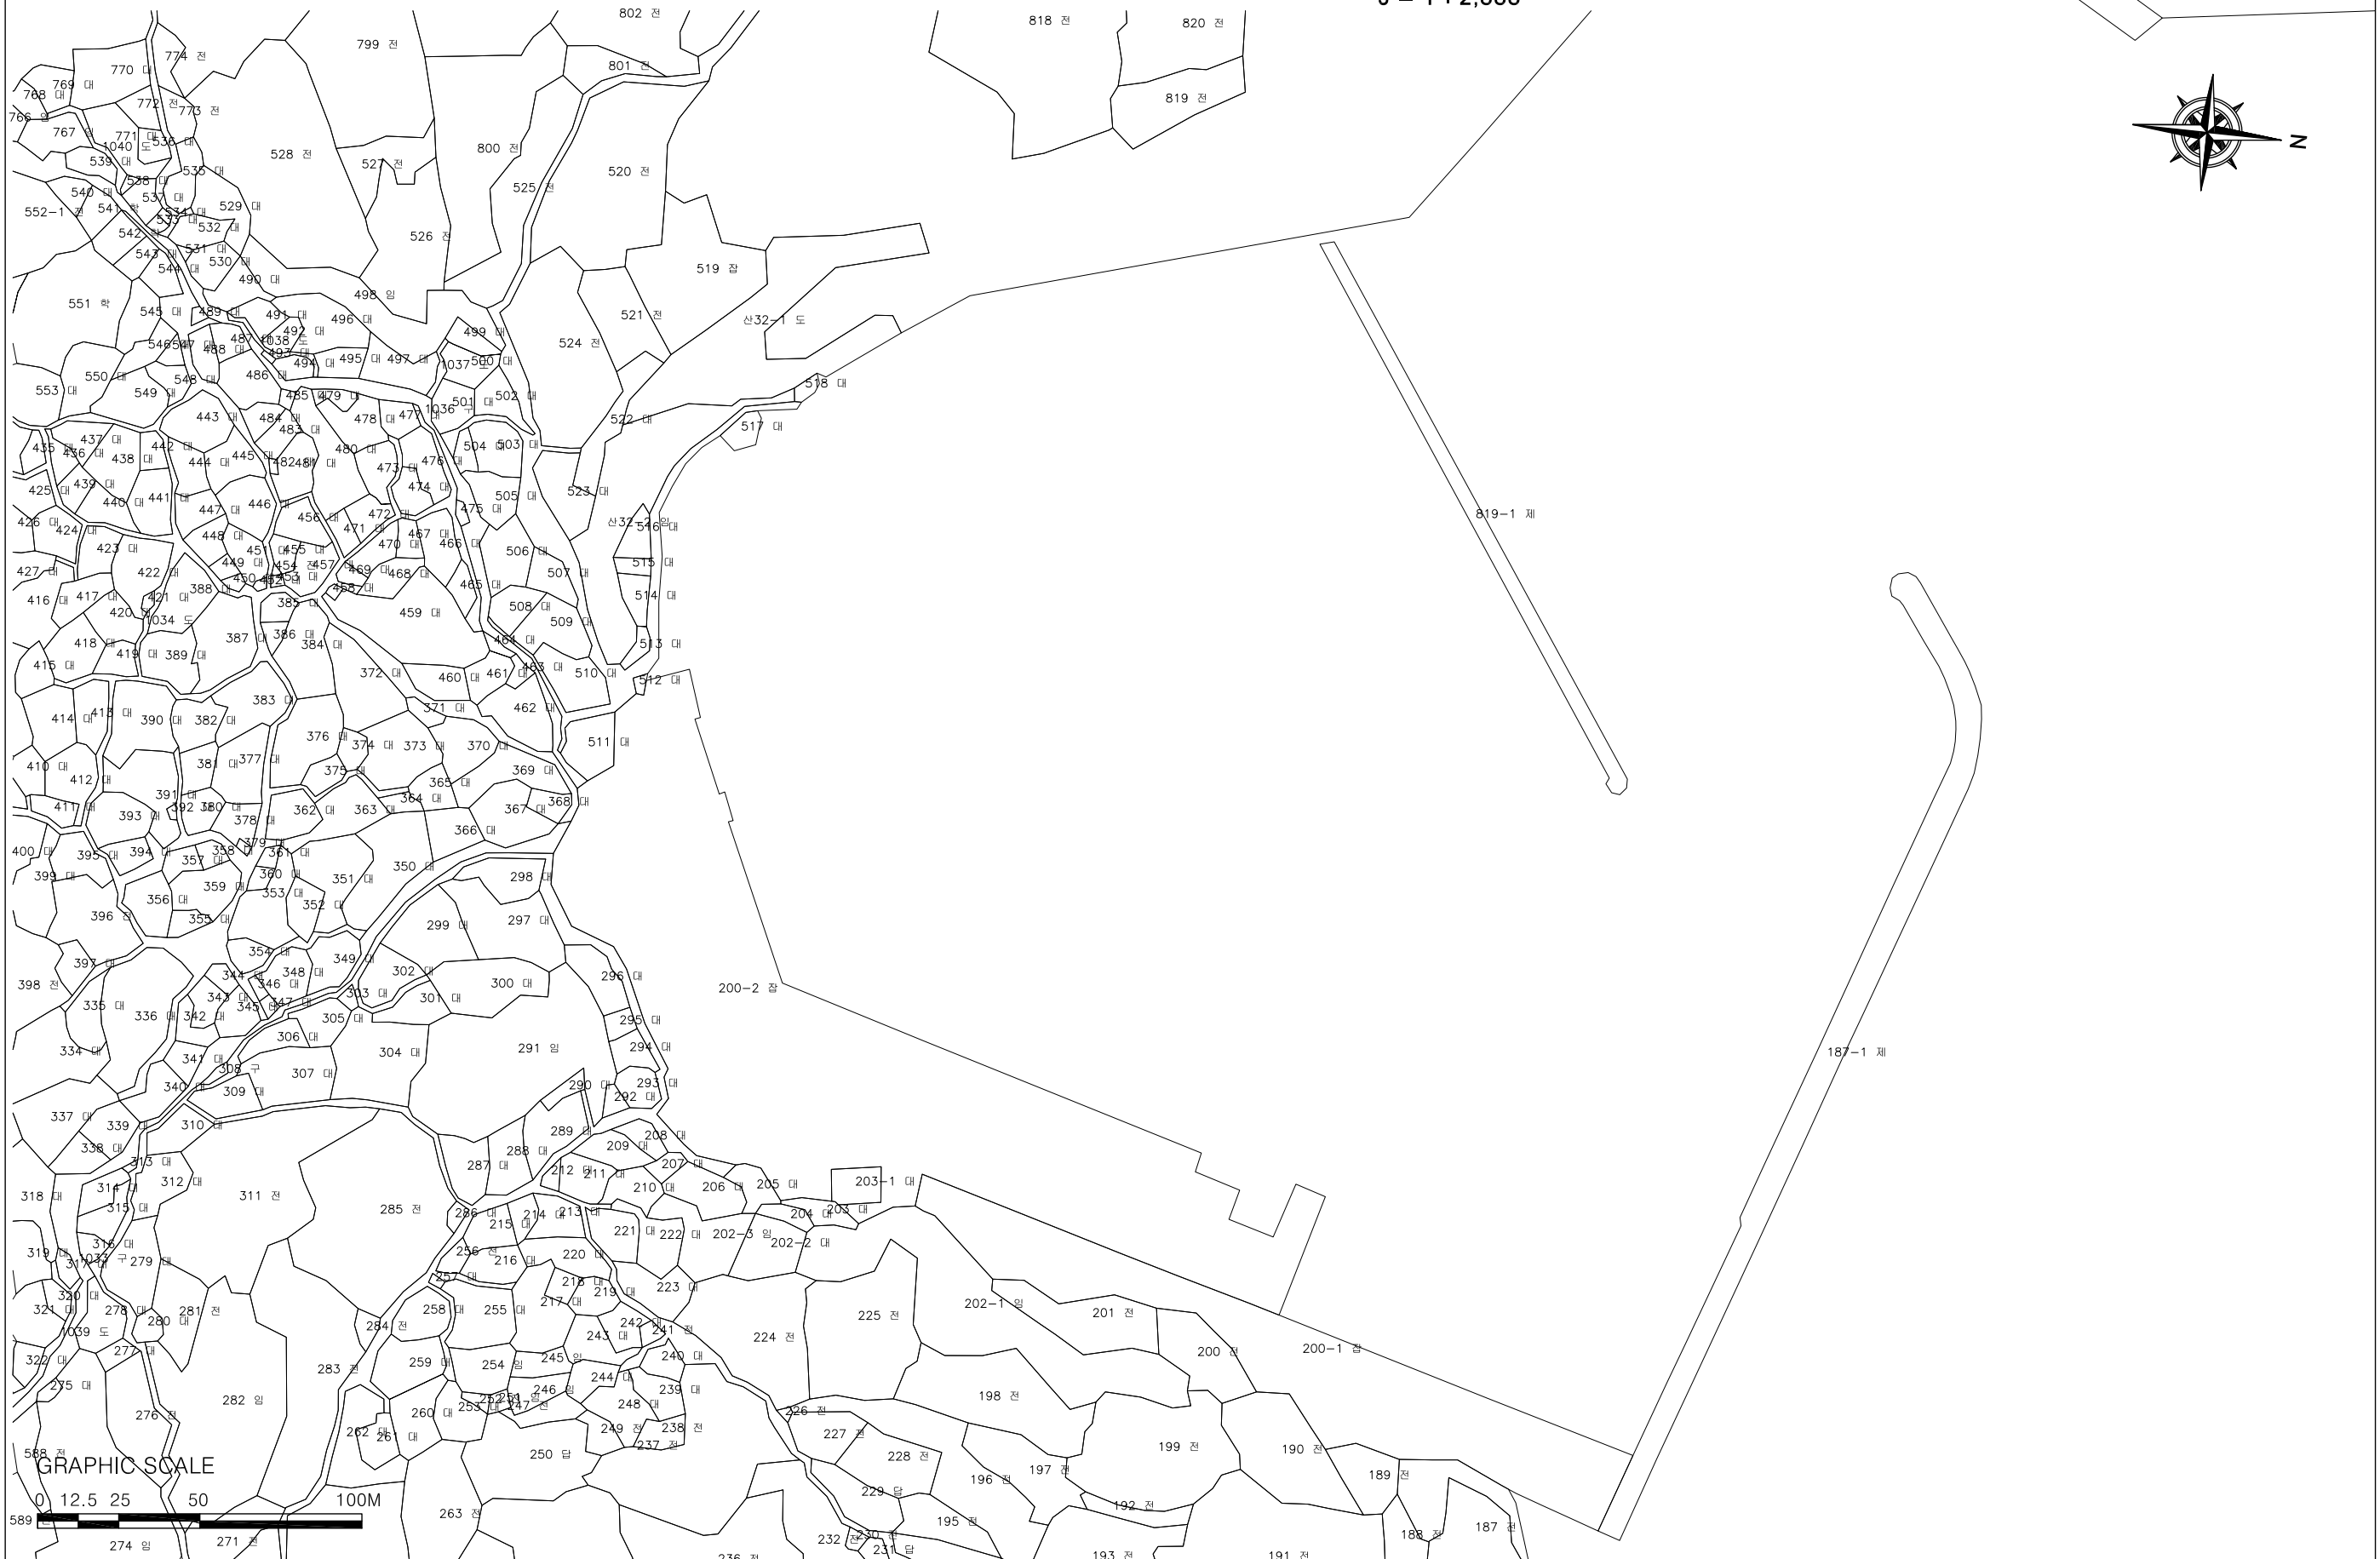 802 전
818 전
820 전
799 전
774 전
801 전
770 대
769 대
768 대
819 전
772 전
773 전
767 임
771 대
536 대
1040 도
539 대
528 전
527 전
800 전
520 전
538 대
535 대
525 전
540 대
537 대
N
552-1 전
541 학
529 대
533 대
532 대
542 학
526 전
531 대
543 대
544 대
530 대
519 잡
490 대
498 임
551 학
545 대
489 대
491 대
496 대
521 전
산32-1 도
492 대
499 대
524 전
488 대
494 대
495 대
497 대
500 대
550 대
548 대
486 대
518 대
553 대
549 대
485 대
479 대
501 대
502 대
443 대
484 대
478 대
477 대
522 대
517 대
483 대
437 대
442 대
480 대
504 대
503 대
435 대
436 대
438 대
444 대
445 대
482 대
481 대
473 대
476 대
425 대
439 대
474 대
523 대
440 대
441 대
446 대
505 대
447 대
456 대
472 대
475 대
819-1 제
426 대
424 대
471 대
516 대
448 대
467 대
423 대
451 대
455 대
470 대
466 대
506 대
449 대
454 전
457 대
515 대
427 대
422 대
453 대
469 대
468 대
507 대
388 대
458 대
465 대
416 대
417 대
421 대
385 대
514 대
420 대
459 대
508 대
1034 도
509 대
418 대
387 대
386 대
384 대
464 대
513 대
415 대
419 대
389 대
463 대
372 대
460 대
461 대
510 대
512 대
383 대
371 대
462 대
414 대
413 대
390 대
382 대
376 대
374 대
373 대
370 대
511 대
410 대
381 대
377 대
375 대
369 대
412 대
365 대
391 대
364 대
368 대
411 대
380 대
362 대
363 대
367 대
393 대
378 대
366 대
379 대
400 대
395 대
394 대
358 대
361 대
357 대
350 대
399 대
360 대
351 대
298 대
359 대
353 대
356 대
352 대
396 전
355 대
299 대
297 대
354 대
349 대
397 대
344 대
348 대
302 대
296 대
398 전
346 대
300 대
200-2 잡
343 대
347 대
303 대
301 대
335 대
345 대
336 대
342 대
305 대
295 대
306 대
334 대
304 대
291 임
294 대
187-1 제
341 대
308 구
307 대
340 대
309 대
290 대
293 대
292 대
337 대
339 대
310 대
289 대
208 대
338 대
209 대
288 대
313 대
287 대
212 대
211 대
207 대
314 대
312 대
210 대
206 대
205 대
203-1 대
318 대
311 전
315 대
285 전
286 대
214 대
213 대
204 대
203 대
215 대
221 대
222 대
202-3 임
202-2 대
316 대
319 대
256 전
220 대
1033 구
279 대
216 대
257 대
218 대
223 대
320 대
219 대
202-1 임
321 대
278 대
281 전
258 대
255 대
217 대
225 전
201 전
280 대
284 전
242 대
1039 도
243 대
241 전
224 전
277 대
200 전
200-1 잡
322 대
259 대
254 임
245 임
240 대
283 전
244 대
275 대
246 임
239 대
198 전
282 임
251 임
253 대
247 전
248 대
276 전
260 대
226 전
249 전
238 전
262 대
261 대
227 전
237 전
199 전
190 전
588 전
250 답
228 전
GRAPHIC SCALE
197 전
189 전
196 전
0 12.5 25 50 100M
229 답
192 전
263 전
195 전
187 전
589
232 전
230 전
188 전
274 임
271 전
231 답
236 전
193 전
191 전